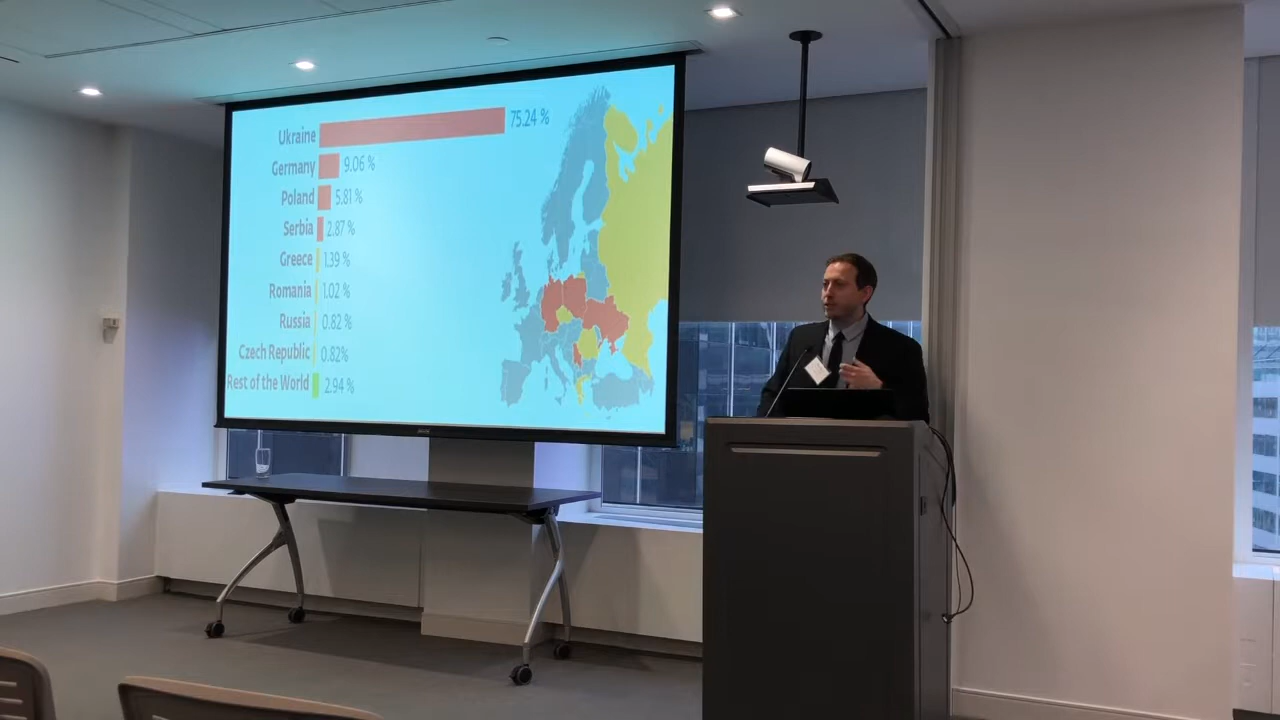 Ukraine 75.24 %
Germany 9.06 %
Poland 5.81 %
Serbia 2.87 %
Greece 1.39 %
Romania 1.02 %
Russia 0.82 %
Czech Republic 0.82%
Rest of the World 2.94 %